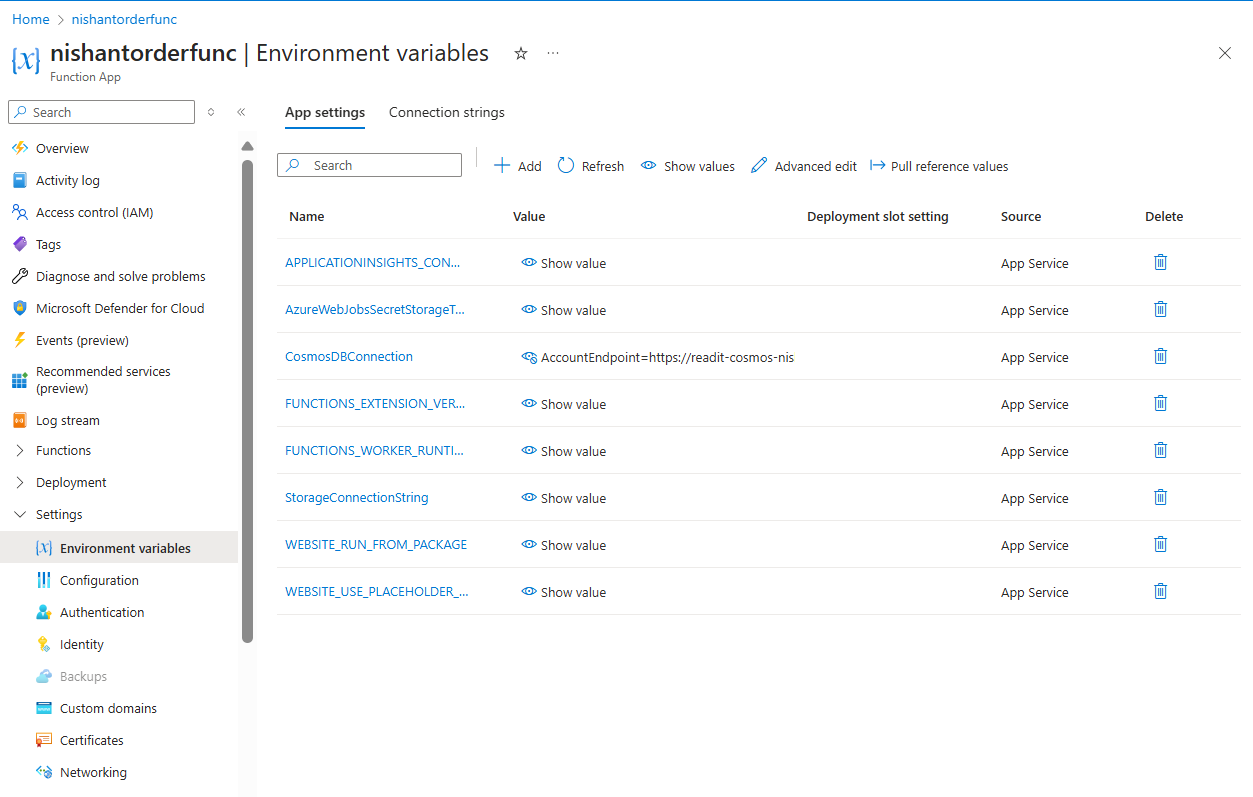 Home > nishantorderfunc
nishantorderfunc | Environment variables
Function App
Search
Overview
Activity log
Access control (IAM)
Tags
Diagnose and solve problems
Microsoft Defender for Cloud
Events (preview)
Recommended services
(preview)
Log stream
Functions
Deployment
Settings
Environment variables
Configuration
Authentication
Identity
Backups
Custom domains
Certificates
Networking
App settings Connection strings
Search Add Refresh Show values Advanced edit Pull reference values
Name Value Deployment slot setting Source Delete
APPLICATIONINSIGHTS_CON... Show value App Service
AzureWebJobsSecretStorageT... Show value App Service
CosmosDBConnection AccountEndpoint=https://readit-cosmos-nis App Service
FUNCTIONS_EXTENSION_VER... Show value App Service
FUNCTIONS_WORKER_RUNTI... Show value App Service
StorageConnectionString Show value App Service
WEBSITE_RUN_FROM_PACKAGE Show value App Service
WEBSITE_USE_PLACEHOLDER_... Show value App Service